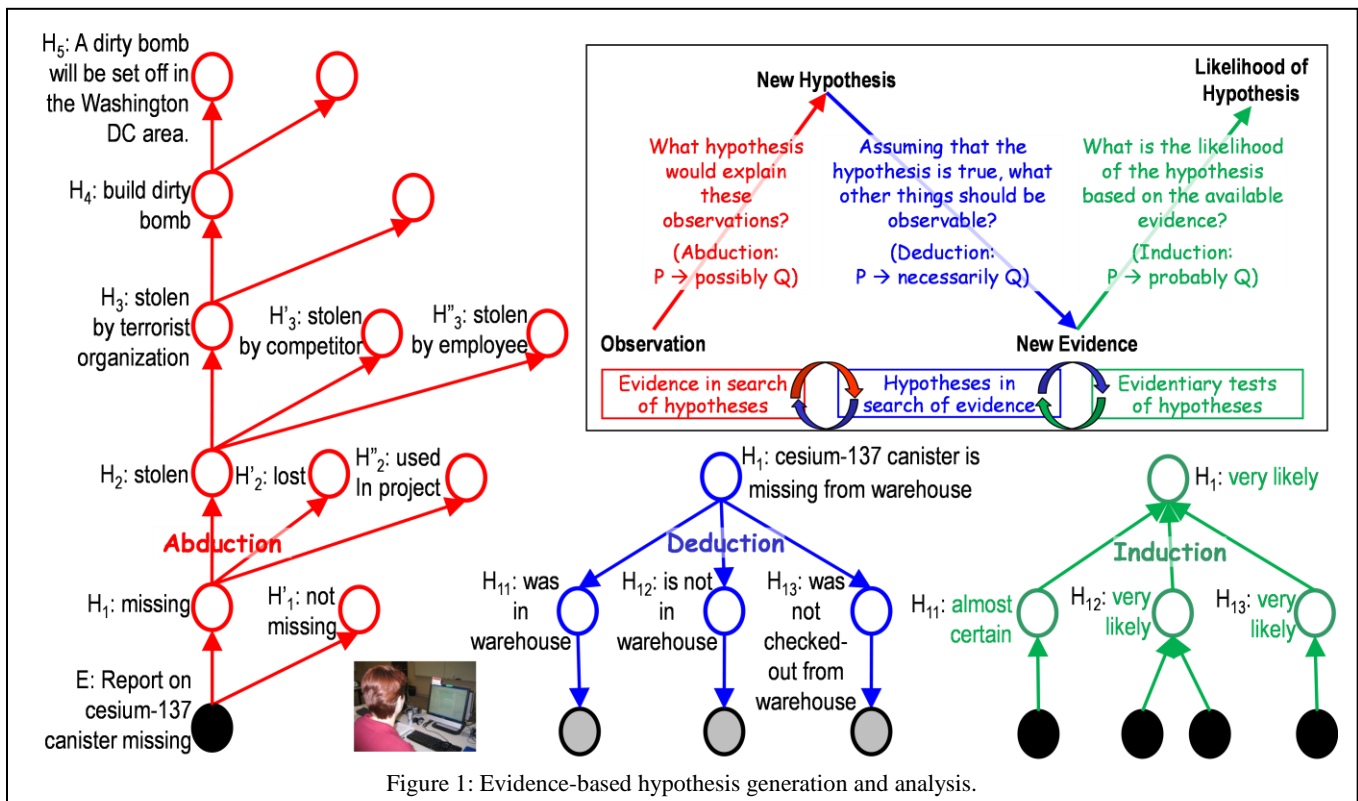 H5: A dirty bomb
will be set off in
the Washington
DC area.
H4: build dirty
bomb
H3: stolen
by terrorist
organization
H'3: stolen
by competitor
H"3: stolen
by employee
H2: stolen
H'2: lost
H"2: used
In project
Abduction
H1: missing
H'1: not
missing
E: Report on
cesium-137
canister missing
New Hypothesis
Likelihood of
Hypothesis
What hypothesis
would explain
these
observations?
(Abduction:
P → possibly Q)
Assuming that the
hypothesis is true, what
other things should be
observable?
(Deduction:
P → necessarily Q)
What is the likelihood
of the hypothesis
based on the available
evidence?
(Induction:
P → probably Q)
Observation
New Evidence
Evidence in search
of hypotheses
Hypotheses in
search of evidence
Evidentiary tests
of hypotheses
H1: cesium-137 canister is
missing from warehouse
Deduction
H11: was
in
warehouse
H12: is not
in
warehouse
H13: was
not
checked-
out from
warehouse
H1: very likely
Induction
H11: almost
certain
H12: very
likely
H13: very
likely
Figure 1: Evidence-based hypothesis generation and analysis.